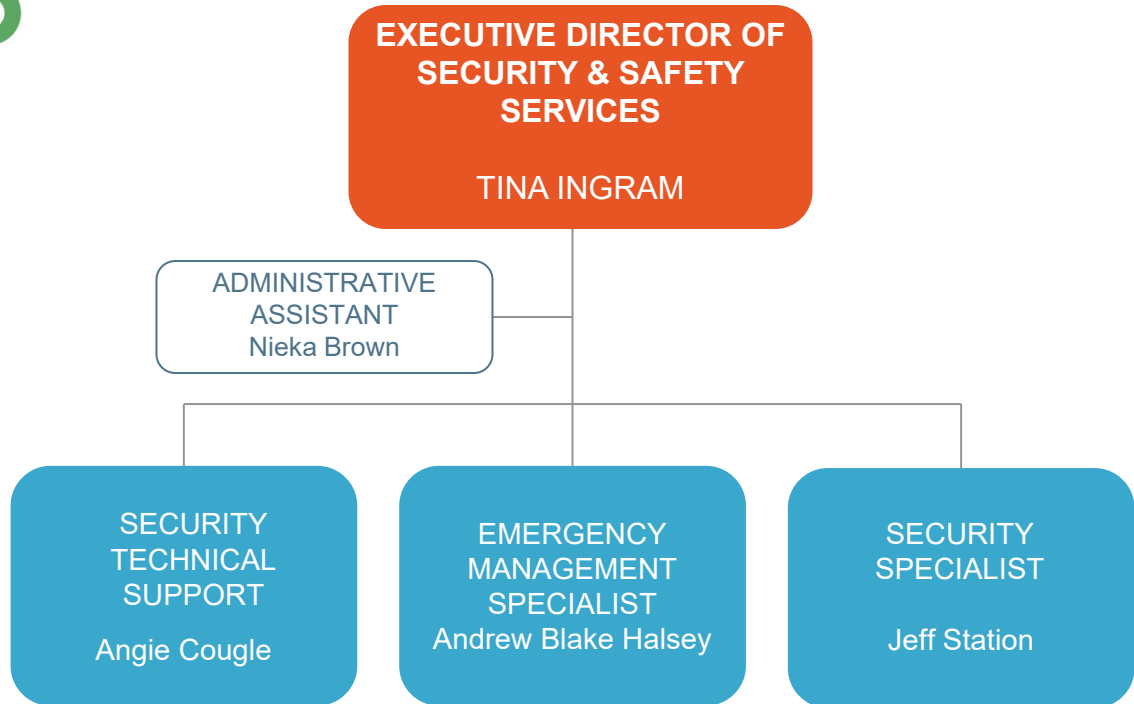 EXECUTIVE DIRECTOR OF
SECURITY & SAFETY
SERVICES
TINA INGRAM
ADMINISTRATIVE
ASSISTANT
Nieka Brown
SECURITY
TECHNICAL
SUPPORT
Angie Cougle
EMERGENCY
MANAGEMENT
SPECIALIST
Andrew Blake Halsey
SECURITY
SPECIALIST
Jeff Station